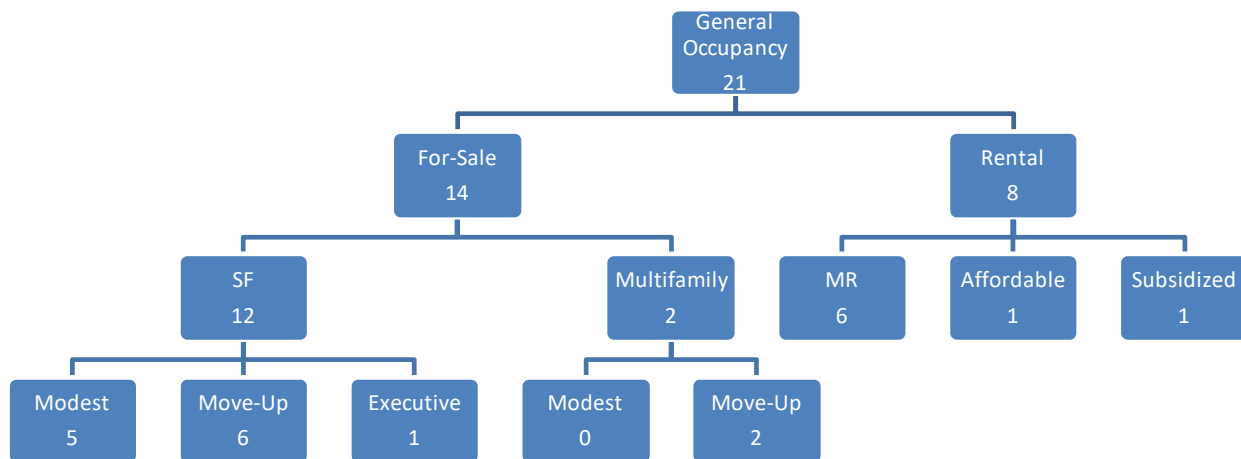 General
Occupancy
21
For-Sale
14
Rental
8
SF
12
Multifamily
2
MR
6
Affordable
1
Subsidized
1
Modest
5
Move-Up
6
Executive
1
Modest
0
Move-Up
2